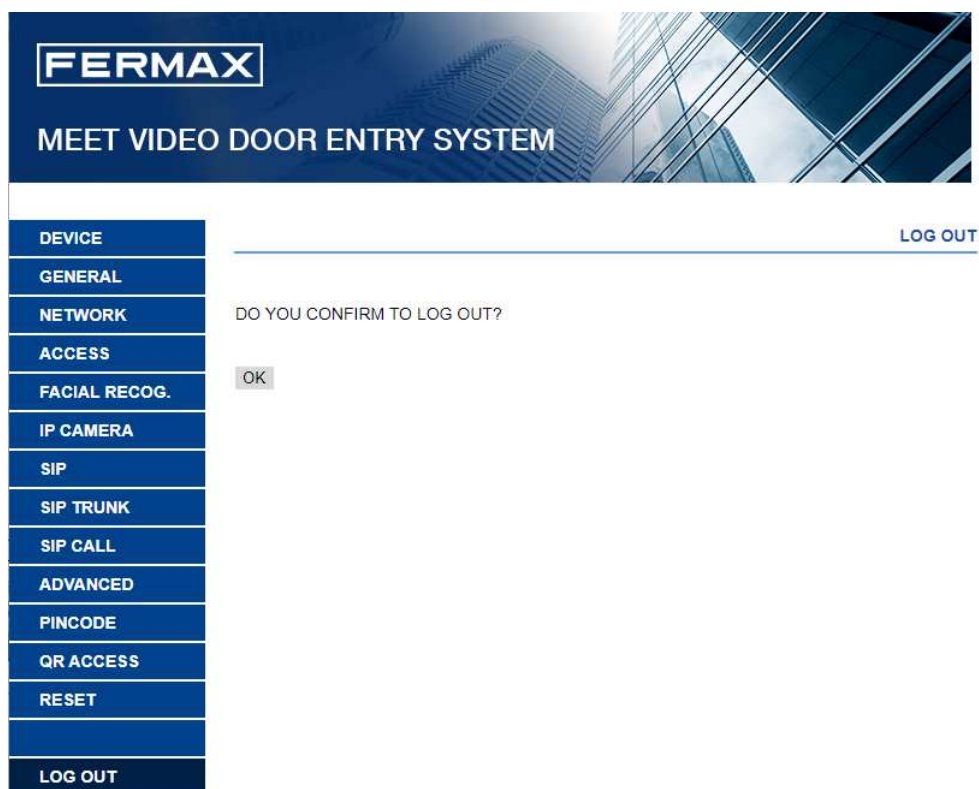 FERMAX
MEET VIDEO DOOR ENTRY SYSTEM
DEVICE
GENERAL
NETWORK
ACCESS
FACIAL RECOG.
IP CAMERA
SIP
SIP TRUNK
SIP CALL
ADVANCED
PINCODE
QR ACCESS
RESET
LOG OUT
LOG OUT
DO YOU CONFIRM TO LOG OUT?
OK